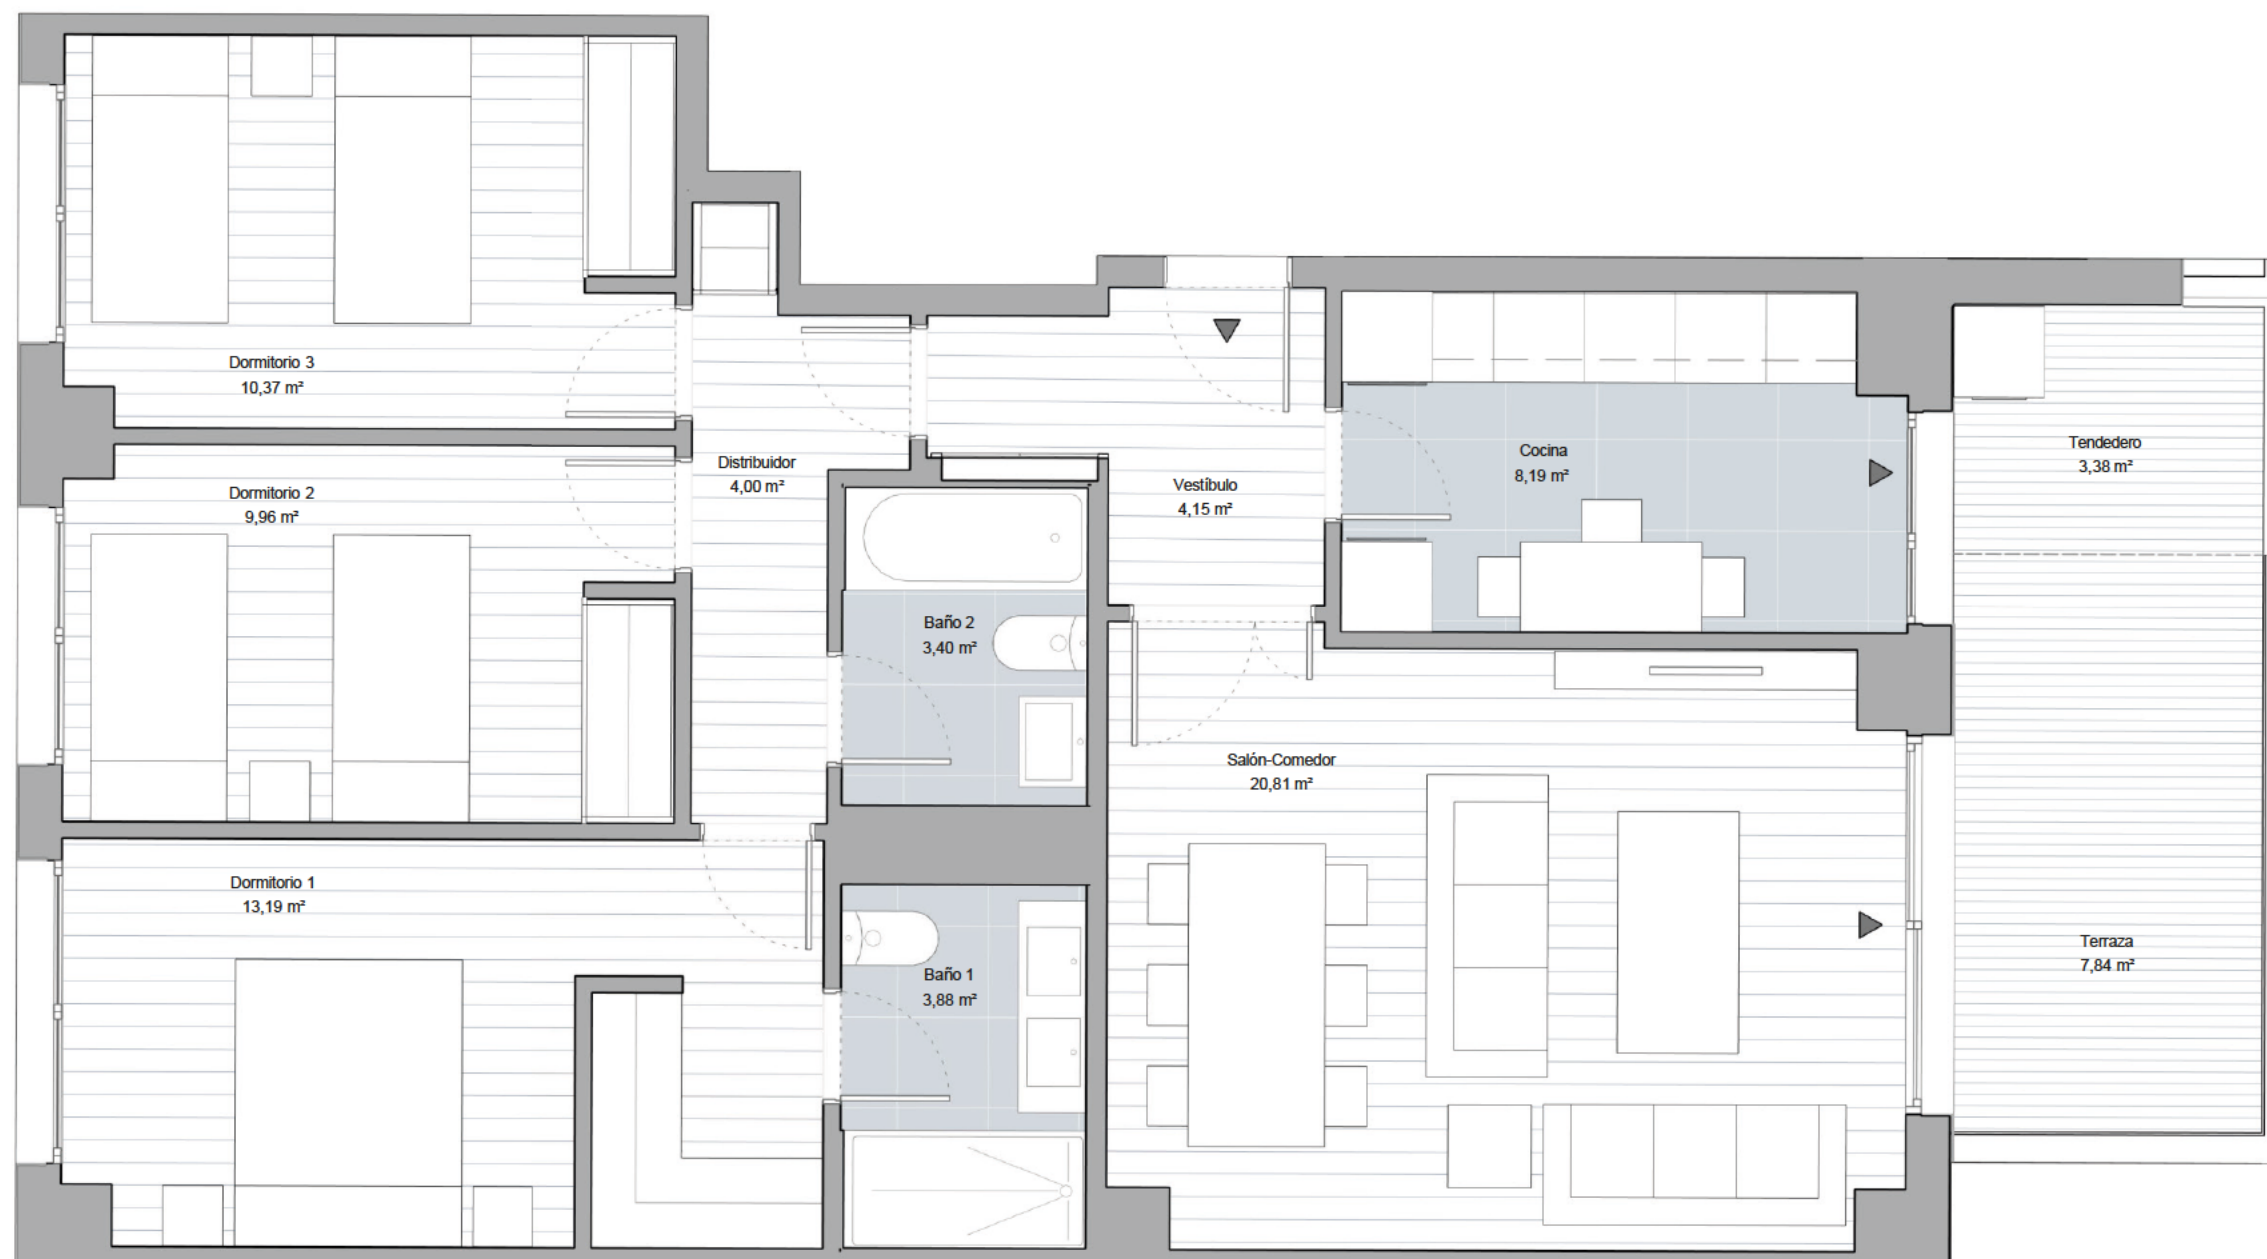 Dormitorio 3
10,37 m²
Dormitorio 2
9,96 m²
Distribuidor
4,00 m²
Vestíbulo
4,15 m²
Cocina
8,19 m²
Tendedero
3,38 m²
Baño 2
3,40 m²
Salón-Comedor
20,81 m²
Dormitorio 1
13,19 m²
Baño 1
3,88 m²
Terraza
7,84 m²